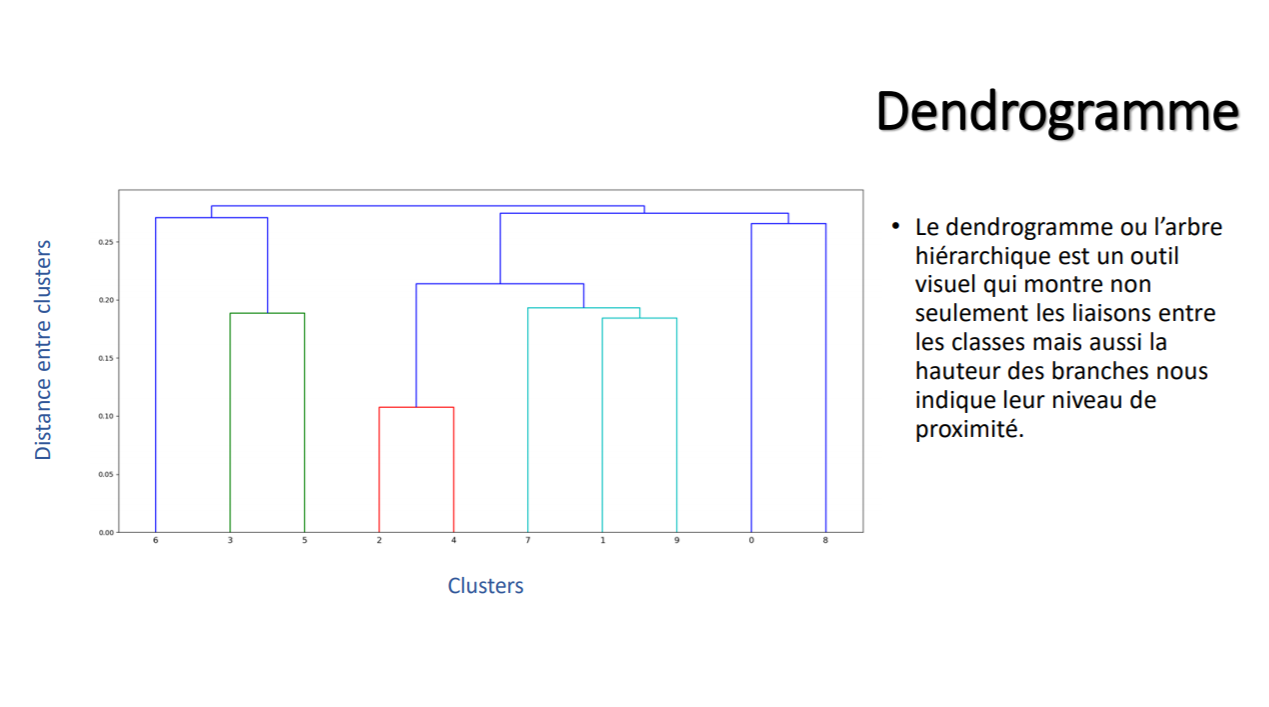 Dendrogramme
Distance entre clusters
0.25
0.20
0.15
0.10
0.05
0.00
6 3 5 2 4 7 1 9 0 8
Clusters
• Le dendrogramme ou l’arbre
hiérarchique est un outil
visuel qui montre non
seulement les liaisons entre
les classes mais aussi la
hauteur des branches nous
indique leur niveau de
proximité.